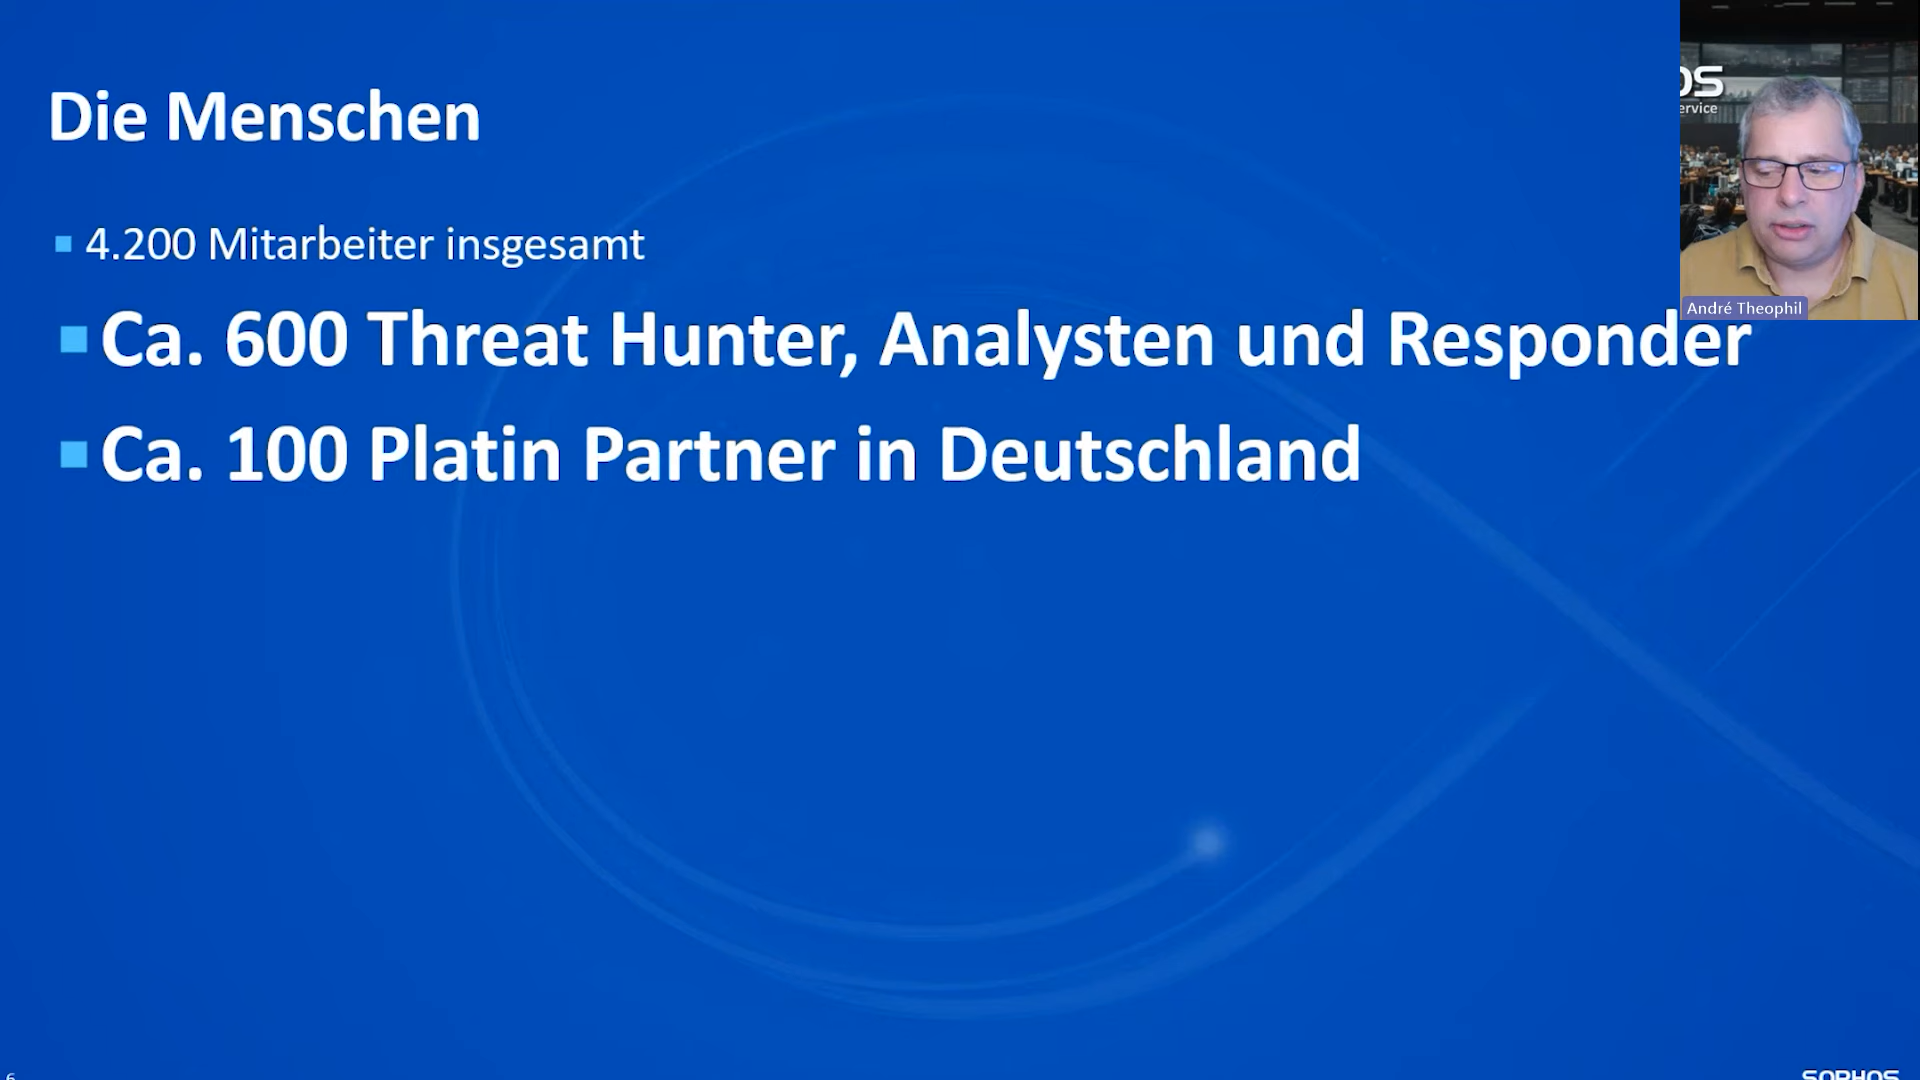 Die Menschen
4.200 Mitarbeiter insgesamt
Ca. 600 Threat Hunter, Analysten und Responder
Ca. 100 Platin Partner in Deutschland
André Theophil
6
SOPHOS